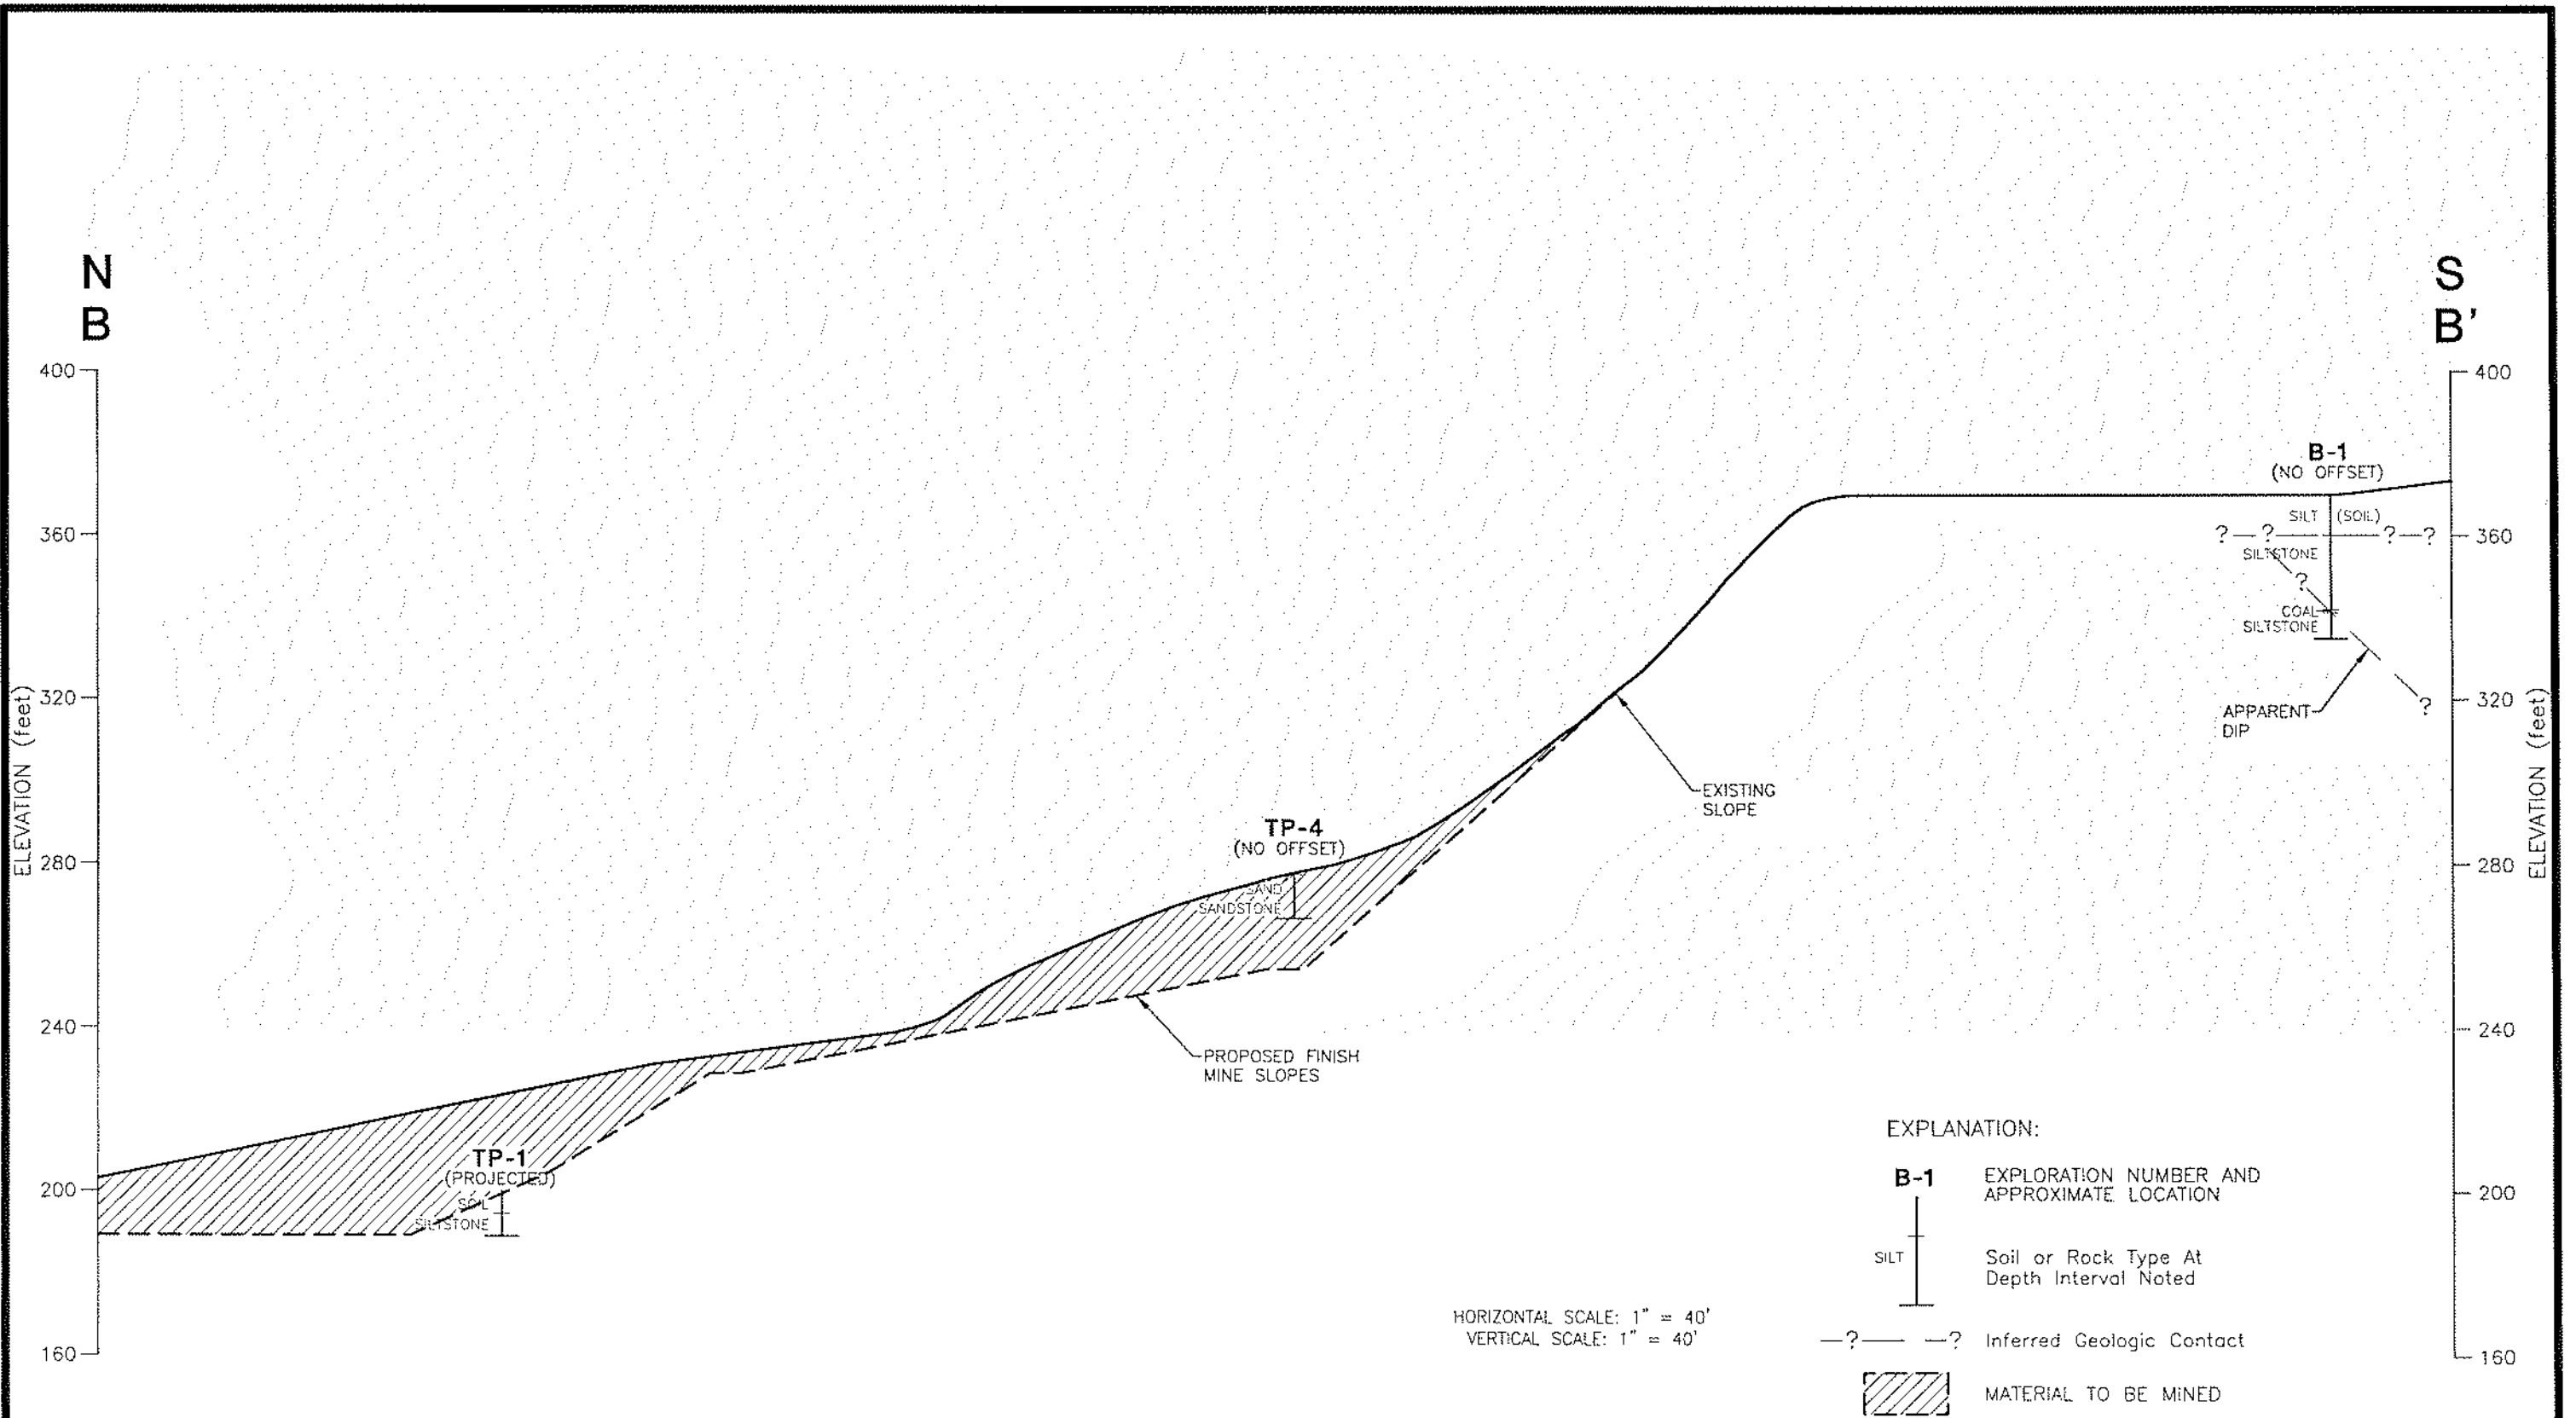 N
B
S
B'
400
360
320
280
240
200
160
ELEVATION (feet)
400
360
320
280
240
200
160
ELEVATION (feet)
B-1
(NO OFFSET)
SILT (SOIL)
?
?
?
?
SILTSTONE
?
COAL
SILTSTONE
?
APPARENT
DIP
EXISTING
SLOPE
TP-4
(NO OFFSET)
SAND
SANDSTONE
PROPOSED FINISH
MINE SLOPES
TP-1
(PROJECTED)
SOIL
SILTSTONE
HORIZONTAL SCALE: 1" = 40'
VERTICAL SCALE: 1" = 40'
EXPLANATION:
B-1
EXPLORATION NUMBER AND
APPROXIMATE LOCATION
SILT
Soil or Rock Type At
Depth Interval Noted
? ?
Inferred Geologic Contact
MATERIAL TO BE MINED